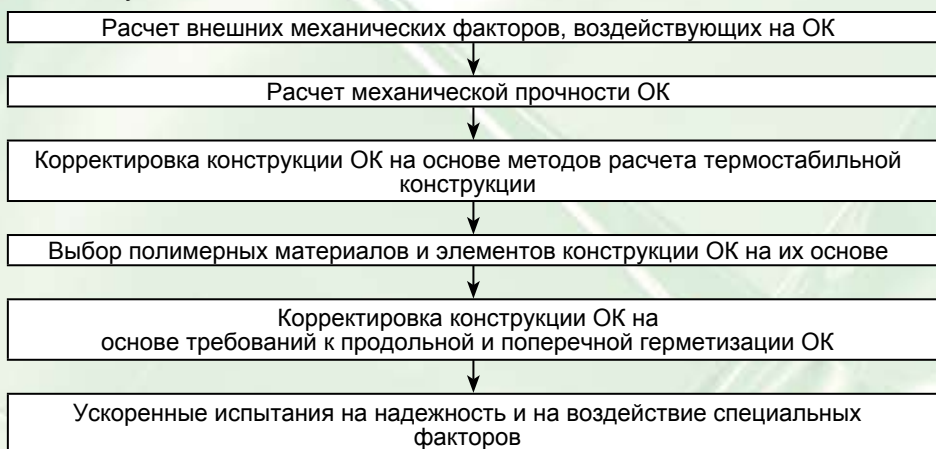 Расчет внешних механических факторов, воздействующих на ОК
Расчет механической прочности ОК
Корректировка конструкции ОК на основе методов расчета термостабильной
конструкции
Выбор полимерных материалов и элементов конструкции ОК на их основе
Корректировка конструкции ОК на
основе требований к продольной и поперечной герметизации ОК
Ускоренные испытания на надежность и на воздействие специальных
факторов